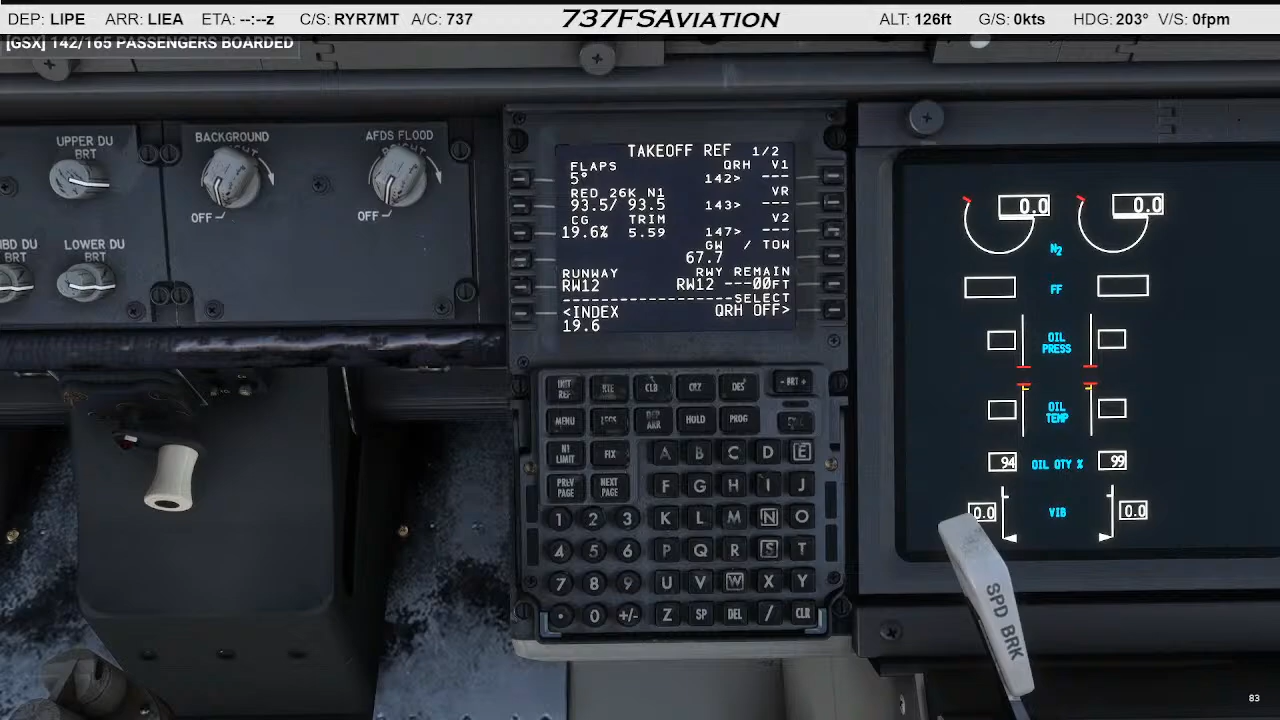 DEP: LIPE ARR: LIEA ETA: --:--z C/S: RYR7MT A/C: 737 737FSAVIATION ALT: 126ft G/S: 0kts HDG: 203° V/S: 0fpm
[GSX] 142/165 PASSENGERS BOARDED
UPPER DU
BRT
BACKGROUND
OFF
AFDS FLOOD
OFF
LOWER DU
BRT
BD DU
BRT
TAKEOFF REF 1/2
FLAPS QRH V1
5° 142> ---
RED 26K N1 VR
93.5/ 93.5 143> ---
CG TRIM V2
19.6% 5.59 147> ---
GW / TOW
67.7
RUNWAY RWY REMAIN
RW12 RW12 ---00FT
------------------SELECT
<INDEX QRH OFF>
19.6
INIT REF RTE CLB CRZ DES - BRT +
MENU LEGS DEP ARR HOLD PROG
N1 LIMIT FIX A B C D E
PREV PAGE NEXT PAGE F G H I J
1 2 3 K L M N O
4 5 6 P Q R S T
7 8 9 U V W X Y
. 0 +/- Z SP DEL / CLR
0.0 0.0
N2
FF
OIL
PRESS
OIL
TEMP
94 OIL QTY % 99
0.0 VIB 0.0
SPD BRK
83